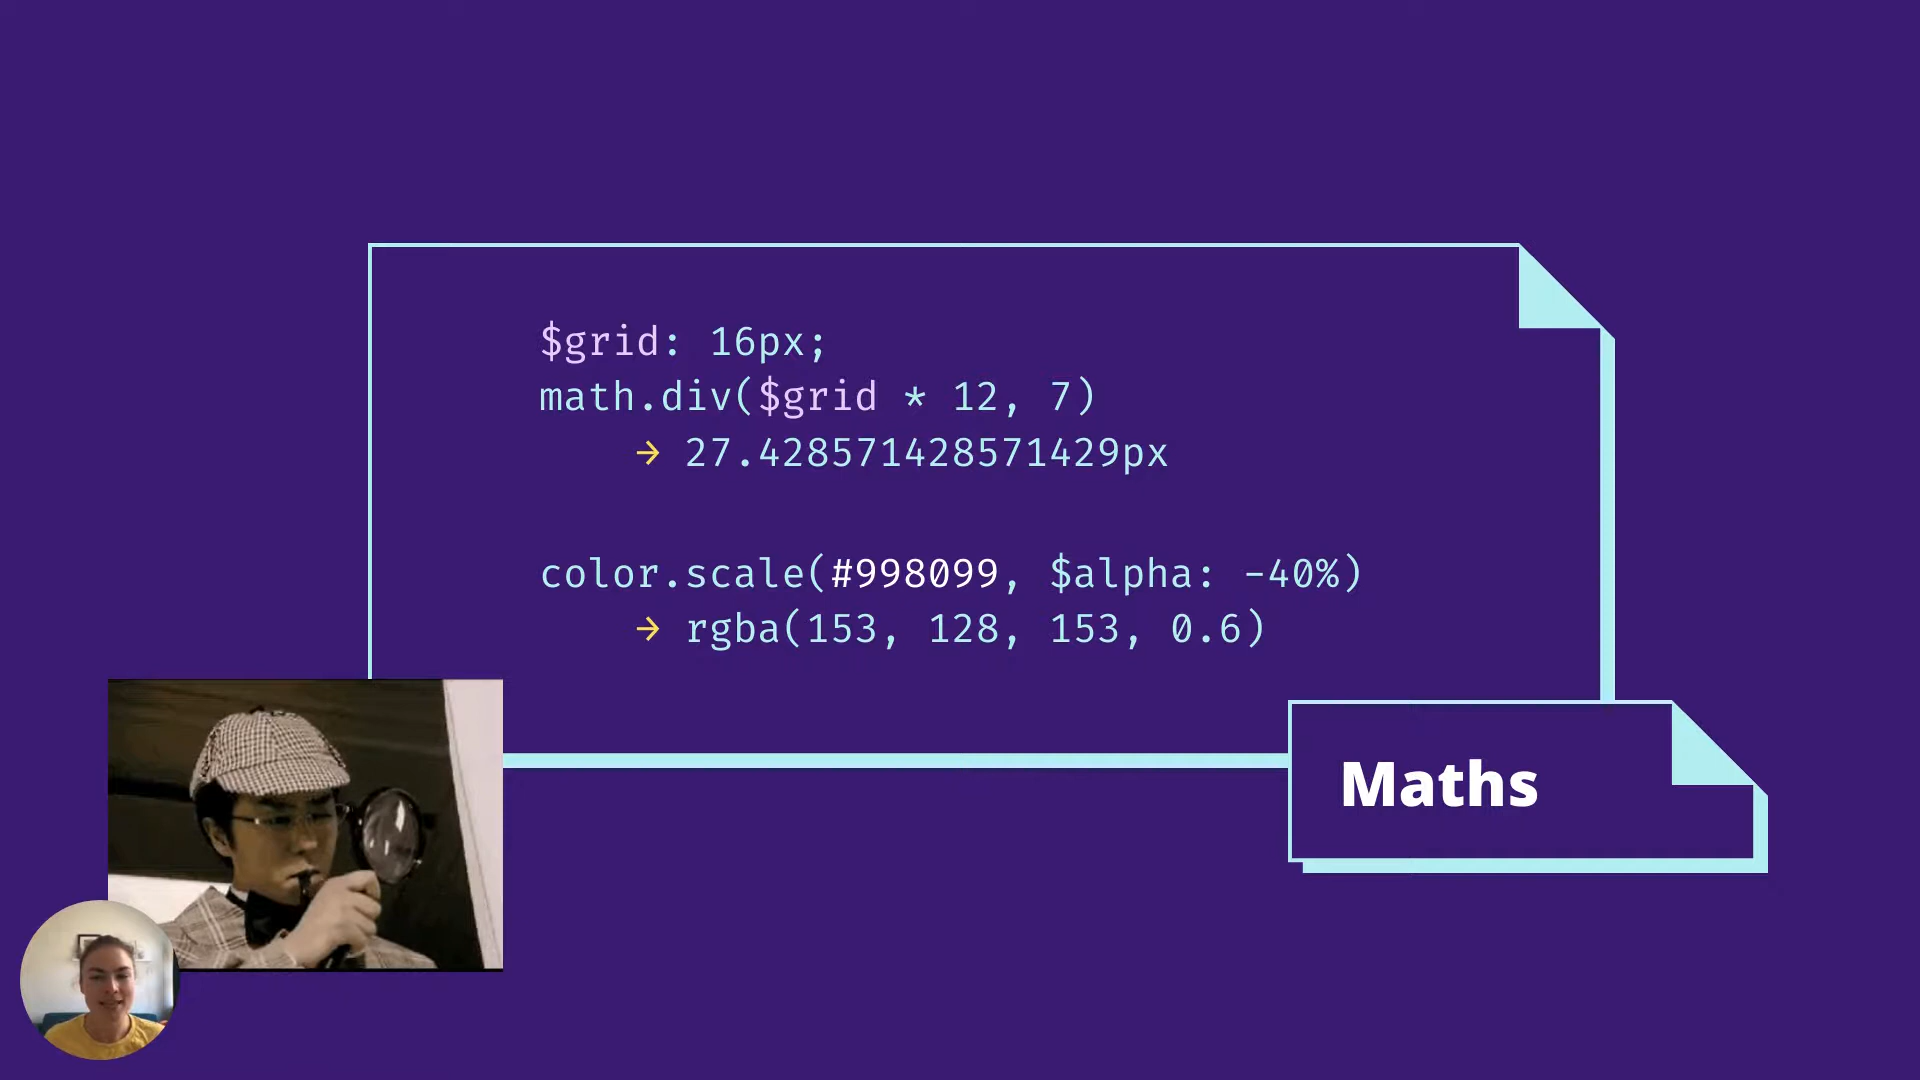 $grid: 16px;
math.div($grid * 12, 7)
→ 27.428571428571429px
color.scale(#998099, $alpha: -40%)
→ rgba(153, 128, 153, 0.6)
Maths